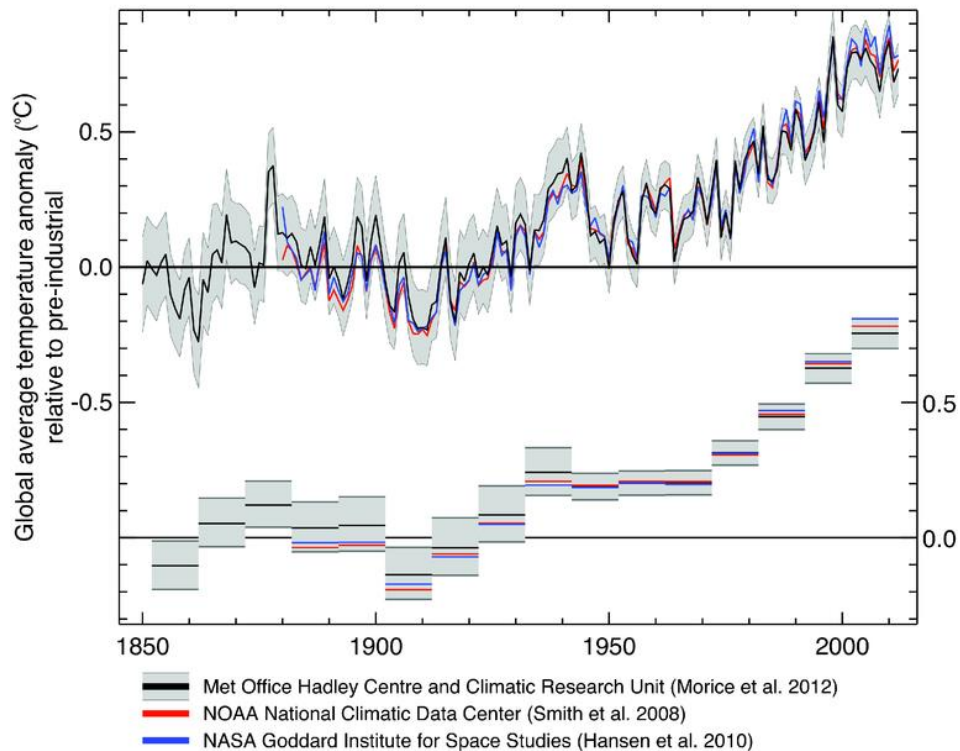 Global average temperature anomaly (°C)
relative to pre-industrial
0.5
0.0
-0.5
0.5
0.0
1850
1900
1950
2000
Met Office Hadley Centre and Climatic Research Unit (Morice et al. 2012)
NOAA National Climatic Data Center (Smith et al. 2008)
NASA Goddard Institute for Space Studies (Hansen et al. 2010)